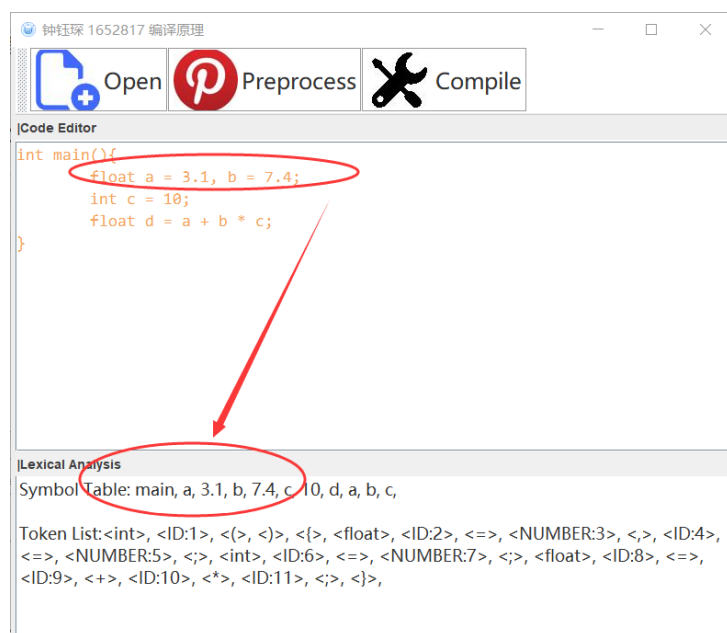 钟钰琛 1652817 编译原理
Open Preprocess Compile
|Code Editor
int main(){
float a = 3.1, b = 7.4;
int c = 10;
float d = a + b * c;
}
|Lexical Analysis
Symbol Table: main, a, 3.1, b, 7.4, c, 10, d, a, b, c,
Token List:<int>, <ID:1>, <(>, <)>, <{>, <float>, <ID:2>, <=>, <NUMBER:3>, <,>, <ID:4>,
<=>, <NUMBER:5>, <;>, <int>, <ID:6>, <=>, <NUMBER:7>, <;>, <float>, <ID:8>, <=>,
<ID:9>, <+>, <ID:10>, <*>, <ID:11>, <;>, <}>,